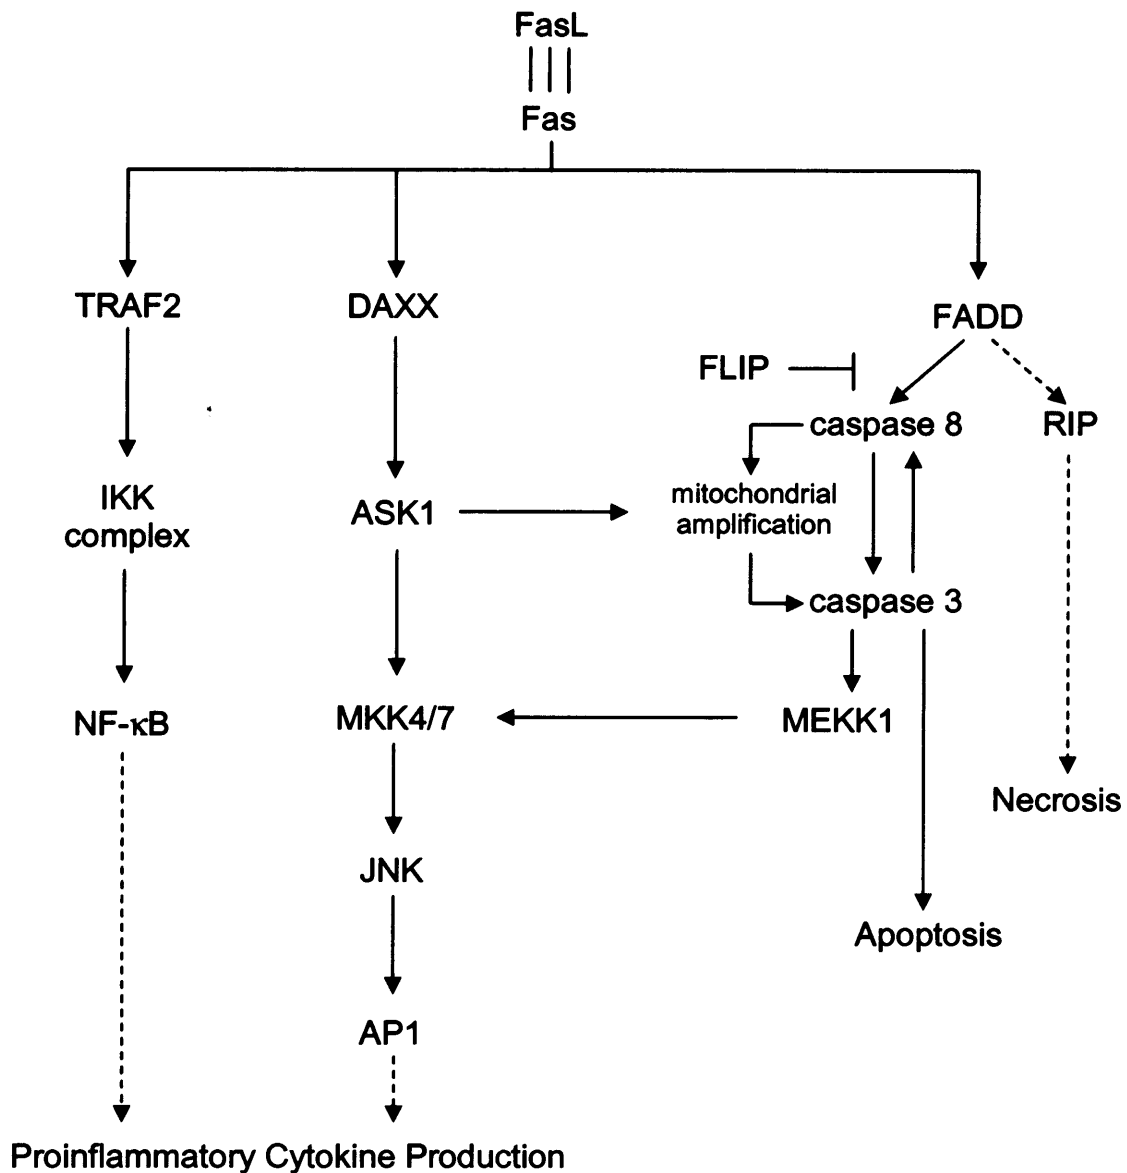 FasL
Fas
TRAF2
DAXX
FADD
FLIP
caspase 8
RIP
IKK
complex
ASK1
mitochondrial
amplification
caspase 3
NF-κB
MKK4/7
MEKK1
Necrosis
JNK
Apoptosis
AP1
Proinflammatory Cytokine Production